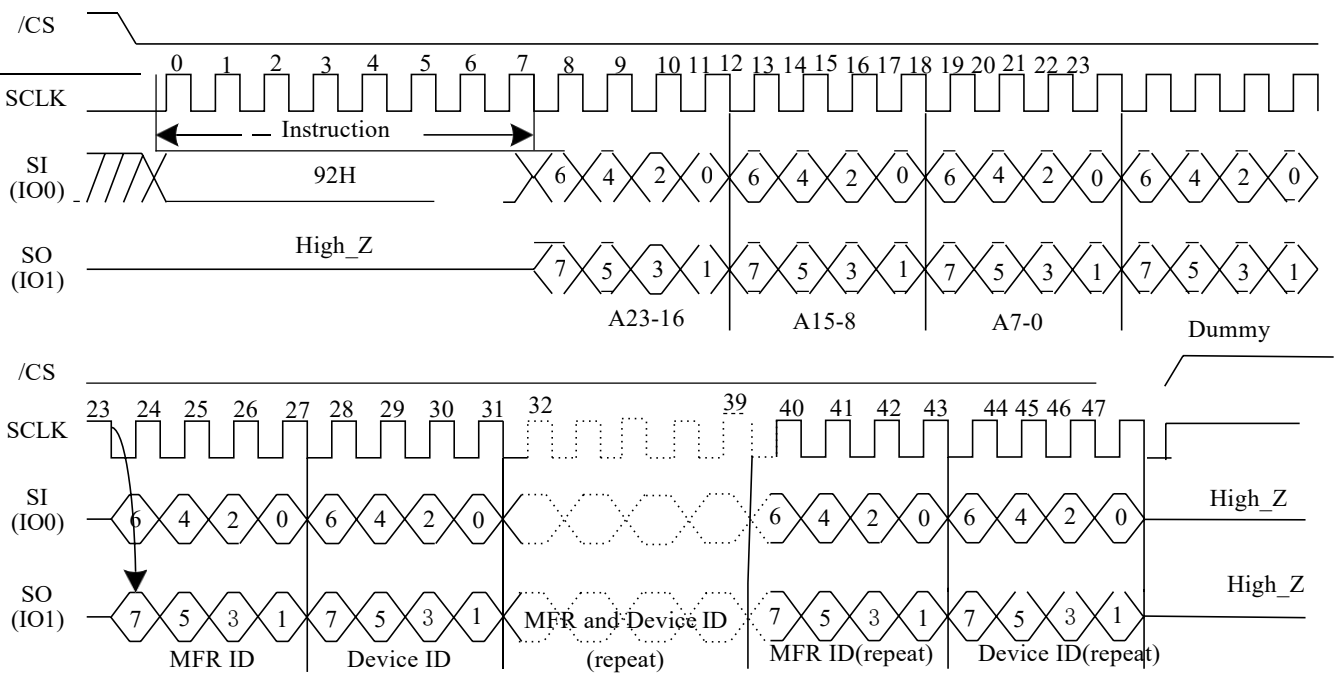 /CS
0 1 2 3 4 5 6 7 8 9 10 11 12 13 14 15 16 17 18 19 20 21 22 23
SCLK
Instruction
SI
(IO0)
92H
6 4 2 0 6 4 2 0 6 4 2 0 6 4 2 0
SO
(IO1)
High_Z
7 5 3 1 7 5 3 1 7 5 3 1 7 5 3 1
A23-16 A15-8 A7-0 Dummy
/CS
23 24 25 26 27 28 29 30 31 32 39 40 41 42 43 44 45 46 47
SCLK
SI
(IO0)
6 4 2 0 6 4 2 0 6 4 2 0 6 4 2 0
High_Z
SO
(IO1)
7 5 3 1 7 5 3 1 MFR and Device ID 7 5 3 1 7 5 3 1
High_Z
MFR ID Device ID (repeat) MFR ID(repeat) Device ID(repeat)